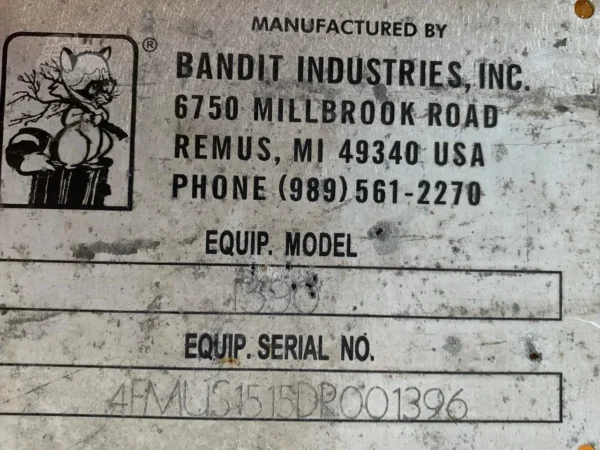 MANUFACTURED BY
®
BANDIT INDUSTRIES, INC.
6750 MILLBROOK ROAD
REMUS, MI 49340 USA
PHONE (989) 561-2270
EQUIP. MODEL
1390
EQUIP. SERIAL NO.
4FMUS1515DR001396